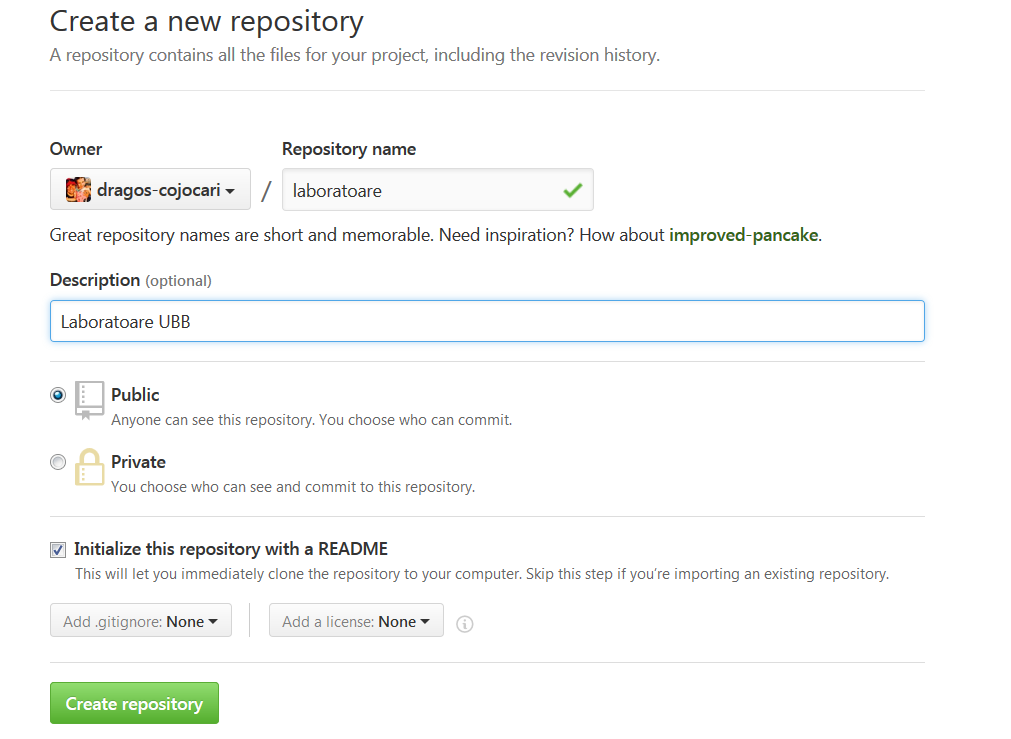 Create a new repository
A repository contains all the files for your project, including the revision history.
Owner
Repository name
dragos-cojocari / laboratoare
Great repository names are short and memorable. Need inspiration? How about improved-pancake.
Description (optional)
Laboratoare UBB
Public
Anyone can see this repository. You choose who can commit.
Private
You choose who can see and commit to this repository.
Initialize this repository with a README
This will let you immediately clone the repository to your computer. Skip this step if you’re importing an existing repository.
Add .gitignore: None
Add a license: None
Create repository